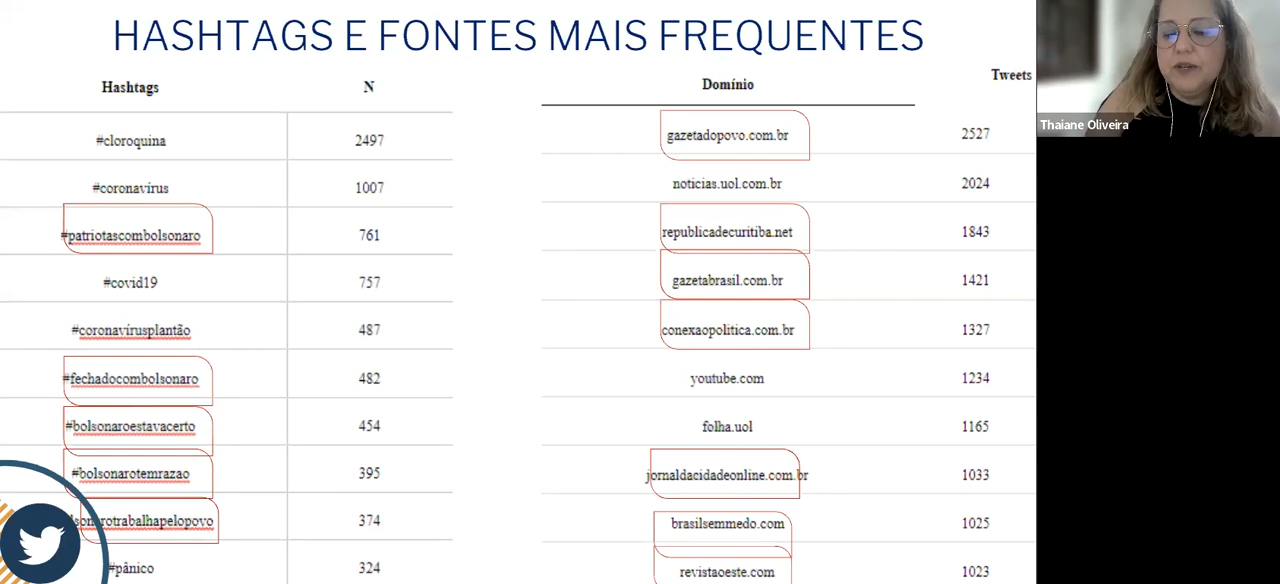 HASHTAGS E FONTES MAIS FREQUENTES
Hashtags N
#cloroquina 2497
#coronavírus 1007
#patriotascombolsonaro 761
#covid19 757
#coronavírusplantão 487
#fechadocombolsonaro 482
#bolsonaroestavacerto 454
#bolsonarotemrazao 395
374
#pânico 324
Domínio Tweets
gazetadopovo.com.br 2527
noticias.uol.com.br 2024
republicadecuritiba.net 1843
gazetabrasil.com.br 1421
conexaopolitica.com.br 1327
youtube.com 1234
folha.uol 1165
jornaldacidadeonline.com.br 1033
brasilsemmedo.com 1025
revistaoeste.com 1023
Thaiane Oliveira